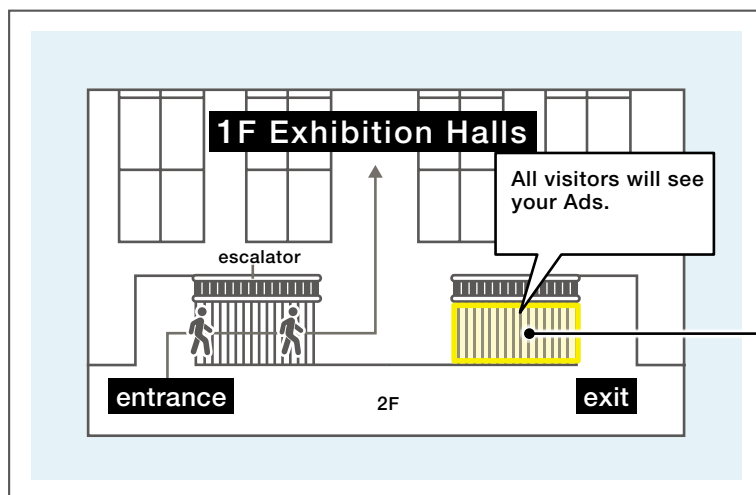 1F Exhibition Halls
All visitors will see
your Ads.
escalator
entrance
2F
exit